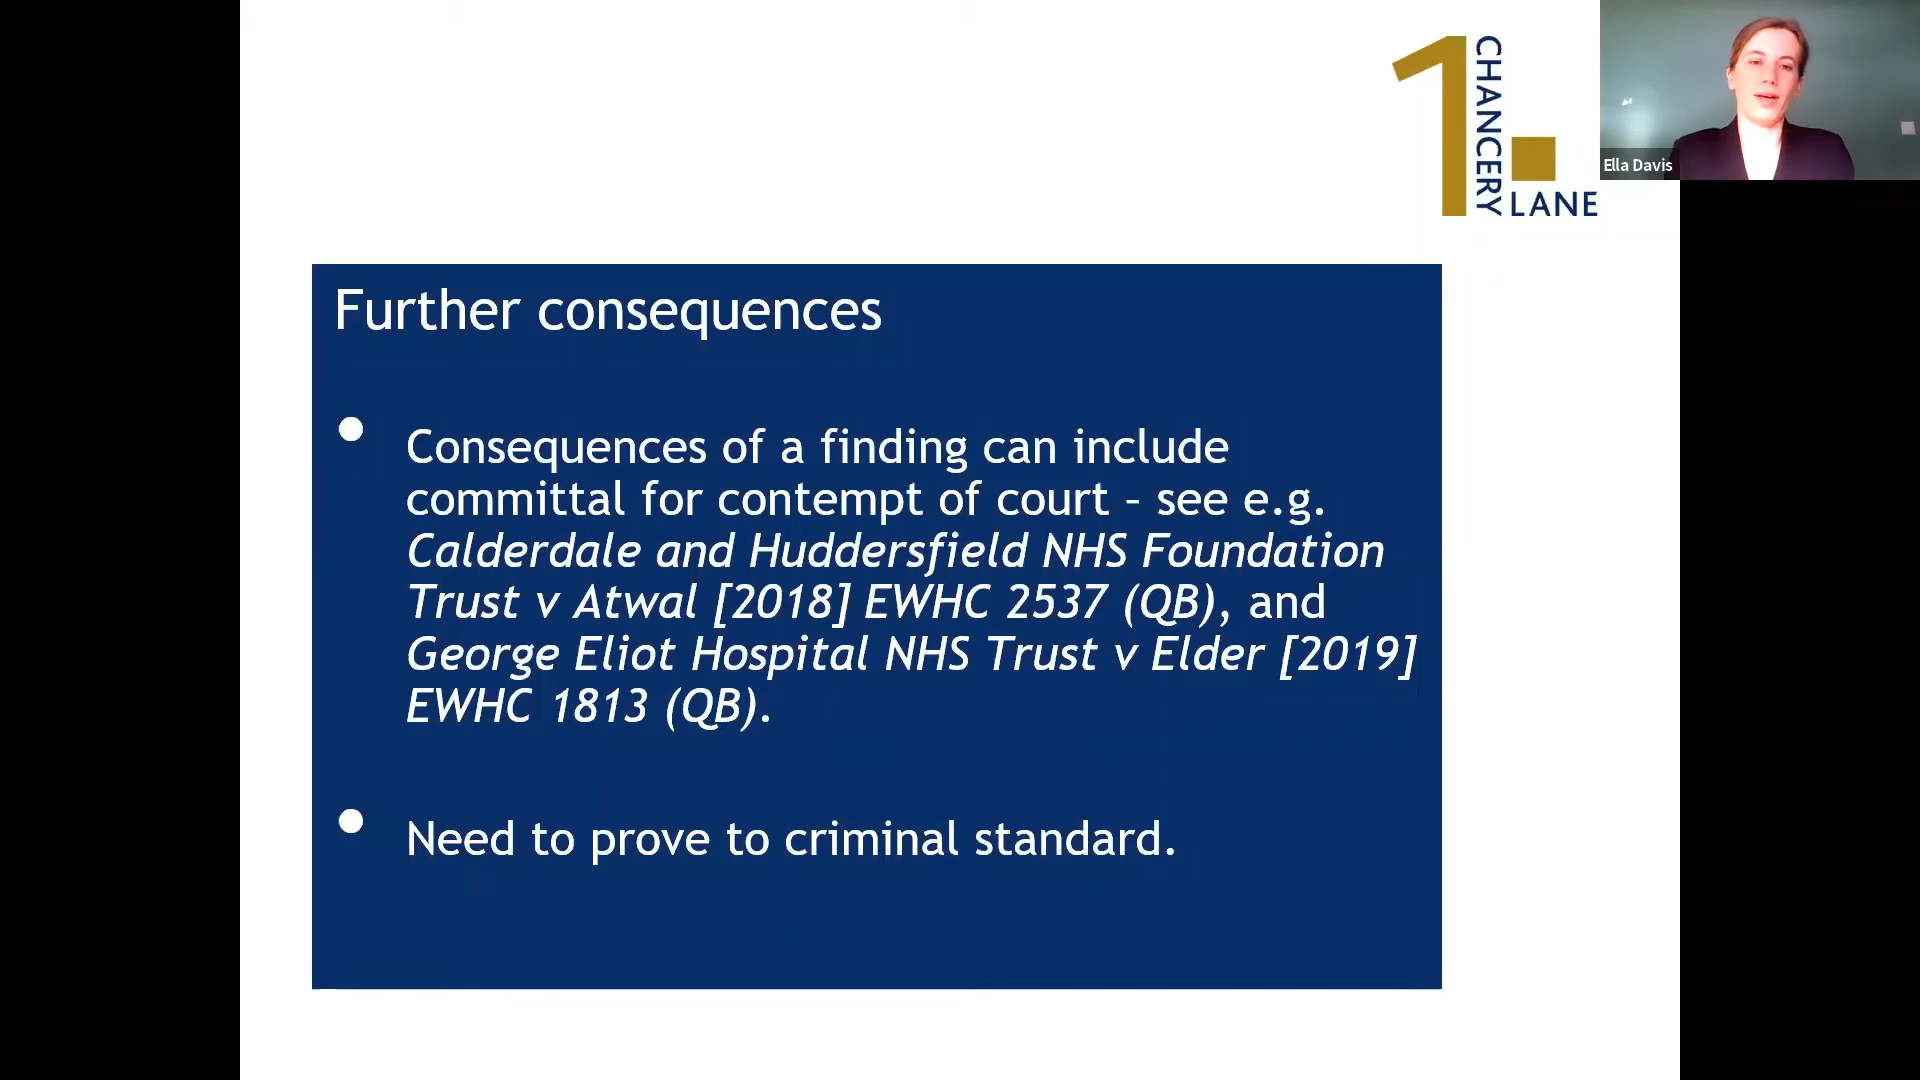 1 CHANCERY LANE
Ella Davis
Further consequences
• Consequences of a finding can include
committal for contempt of court – see e.g.
Calderdale and Huddersfield NHS Foundation
Trust v Atwal [2018] EWHC 2537 (QB), and
George Eliot Hospital NHS Trust v Elder [2019]
EWHC 1813 (QB).
• Need to prove to criminal standard.